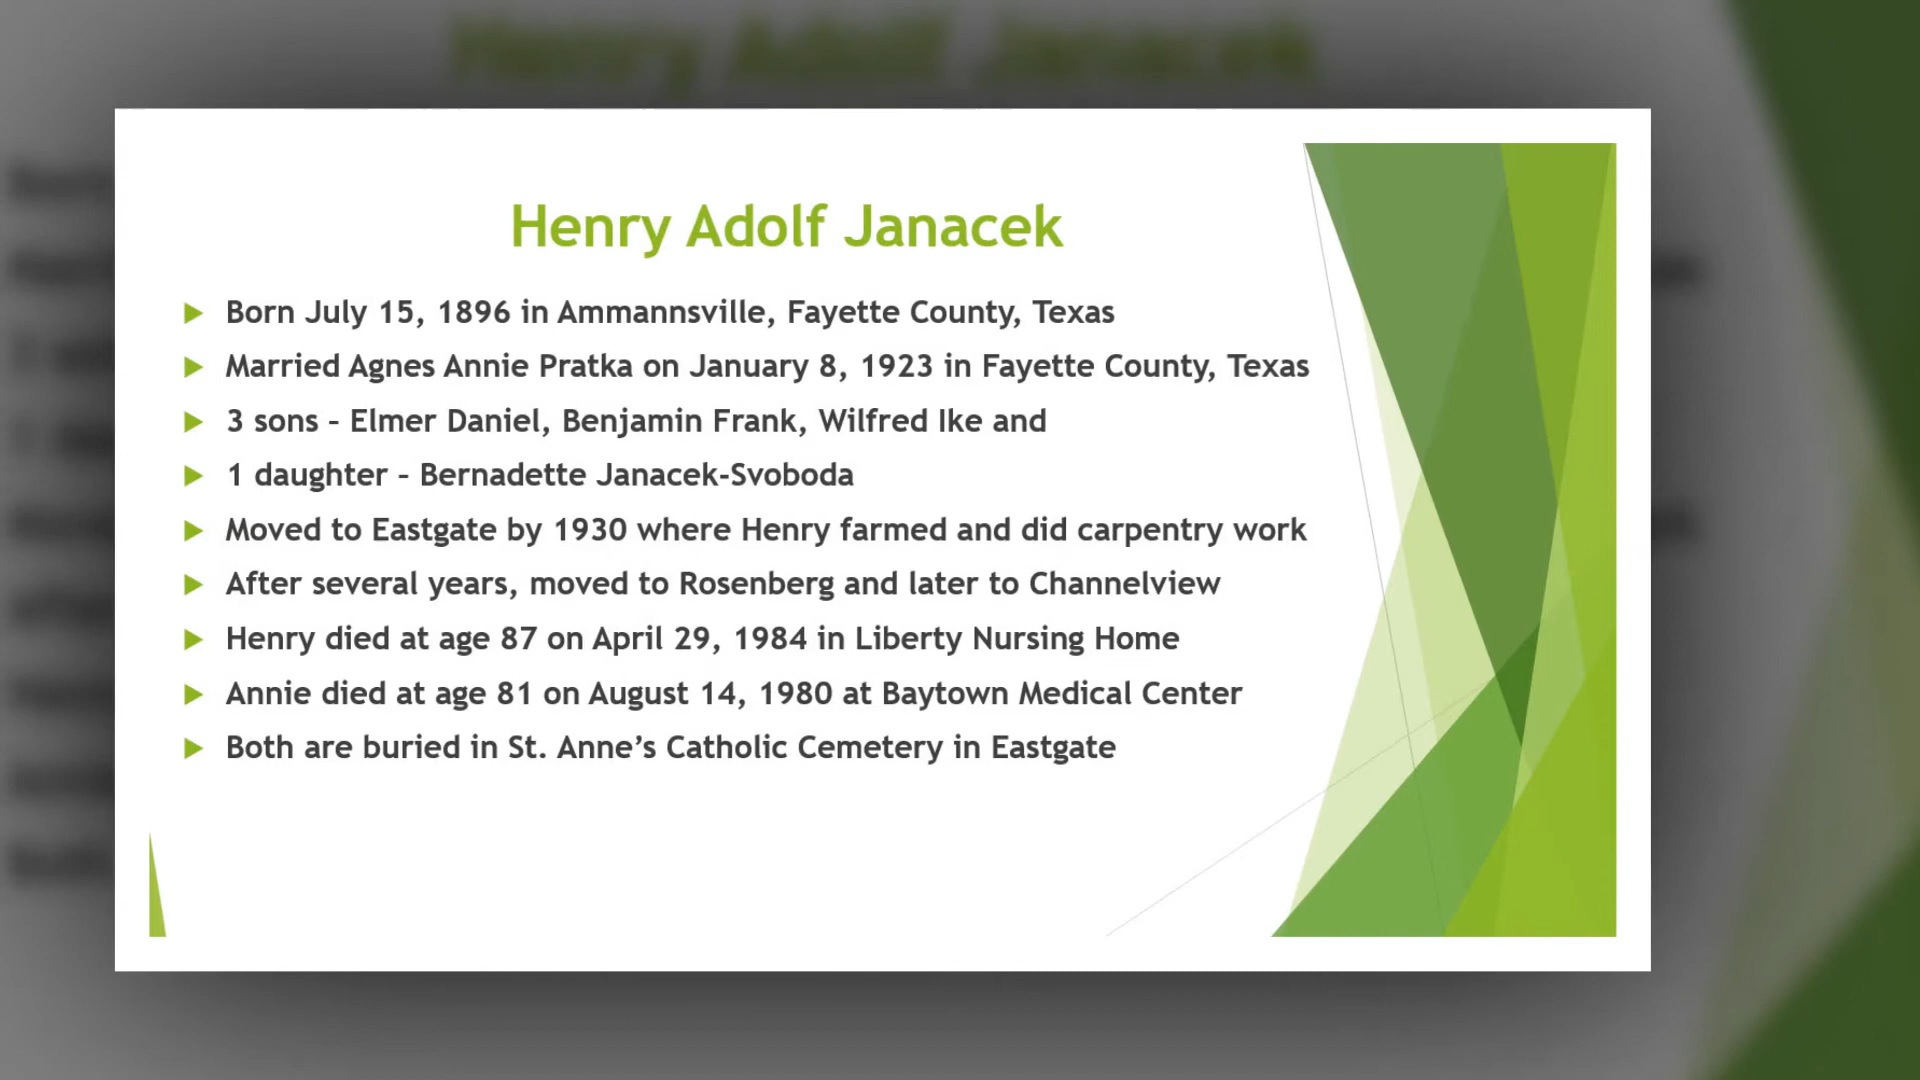 Henry Adolf Janacek
Born July 15, 1896 in Ammannsville, Fayette County, Texas
Married Agnes Annie Pratka on January 8, 1923 in Fayette County, Texas
3 sons – Elmer Daniel, Benjamin Frank, Wilfred Ike and
1 daughter – Bernadette Janacek-Svoboda
Moved to Eastgate by 1930 where Henry farmed and did carpentry work
After several years, moved to Rosenberg and later to Channelview
Henry died at age 87 on April 29, 1984 in Liberty Nursing Home
Annie died at age 81 on August 14, 1980 at Baytown Medical Center
Both are buried in St. Anne’s Catholic Cemetery in Eastgate